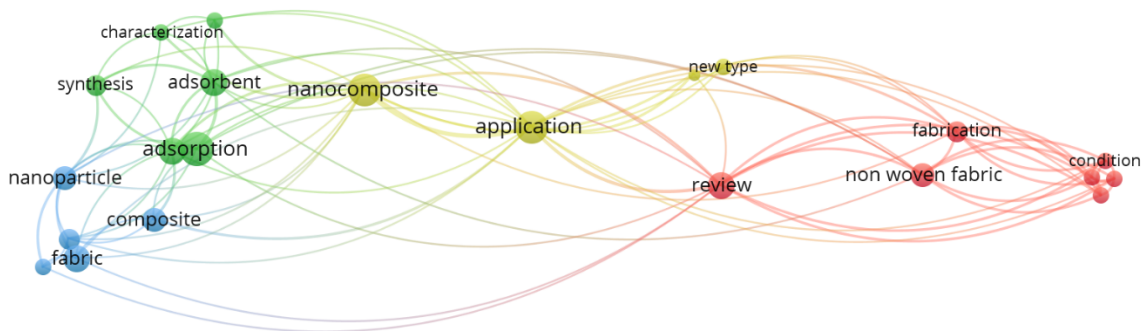 characterization
synthesis
adsorbent
nanocomposite
new type
application
adsorption
fabrication
condition
nanoparticle
non woven fabric
review
composite
fabric